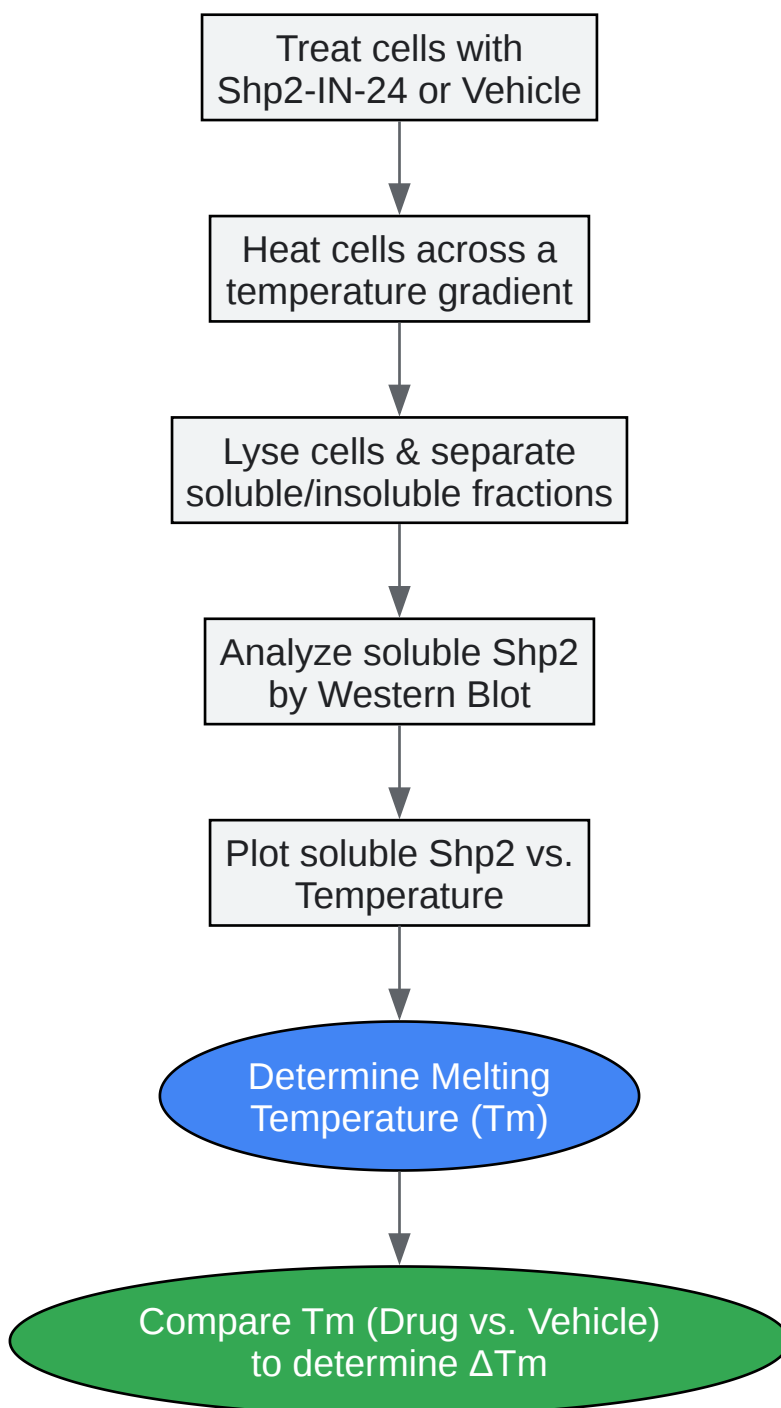 Treat cells with
Shp2-IN-24 or Vehicle
Heat cells across a
temperature gradient
Lyse cells & separate
soluble/insoluble fractions
Analyze soluble Shp2
by Western Blot
Plot soluble Shp2 vs.
Temperature
Determine Melting
Temperature (Tm)
Compare Tm (Drug vs. Vehicle)
to determine ΔTm